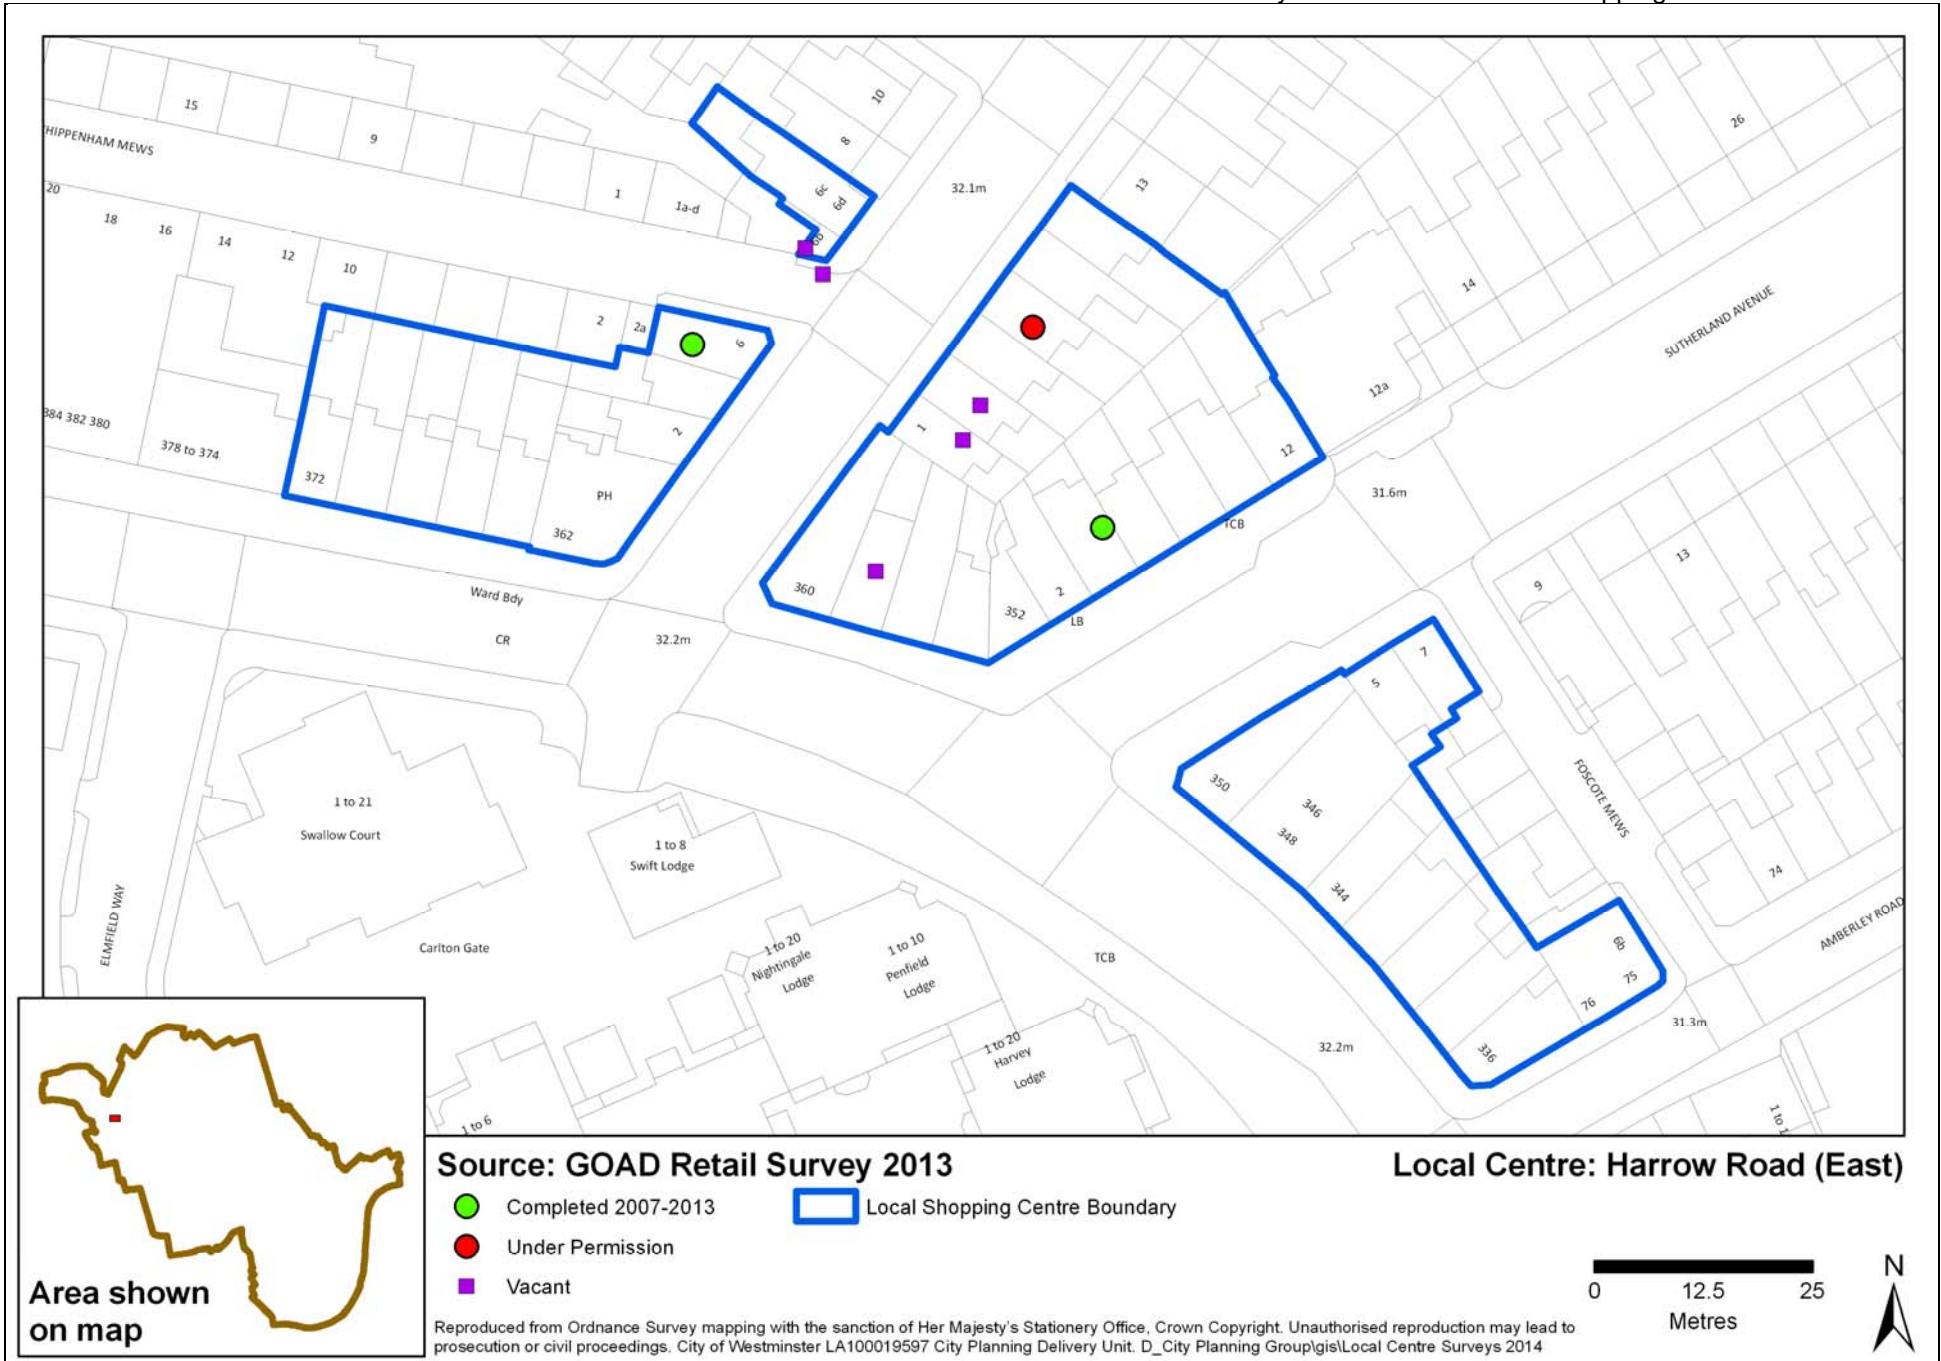 15
9
HIPPENHAM MEWS
1
1a-d
20
18
16
14
12
10
2
2a
6
2
384 382 380
378 to 374
372
PH
362
10
8
6c
6d
6b
32.1m
13
26
14
SUTHERLAND AVENUE
12a
12
31.6m
TCB
1
360
352
2
LB
Ward Bdy
CR
32.2m
9
13
7
5
350
346
348
344
FOSCOTE MEWS
74
AMBERLEY ROAD
6b
75
76
336
31.3m
32.2m
1 to 21
Swallow Court
1 to 8
Swift Lodge
ELMFIELD WAY
Carlton Gate
1 to 20
Nightingale
Lodge
1 to 10
Penfield
Lodge
TCB
1 to 20
Harvey
Lodge
1 to 6
Area shown
on map
Source: GOAD Retail Survey 2013
Local Centre: Harrow Road (East)
Completed 2007-2013
Local Shopping Centre Boundary
Under Permission
Vacant
0 12.5 25
Metres
N
Reproduced from Ordnance Survey mapping with the sanction of Her Majesty's Stationery Office, Crown Copyright. Unauthorised reproduction may lead to
prosecution or civil proceedings. City of Westminster LA100019597 City Planning Delivery Unit. D_City Planning Group\gis\Local Centre Surveys 2014